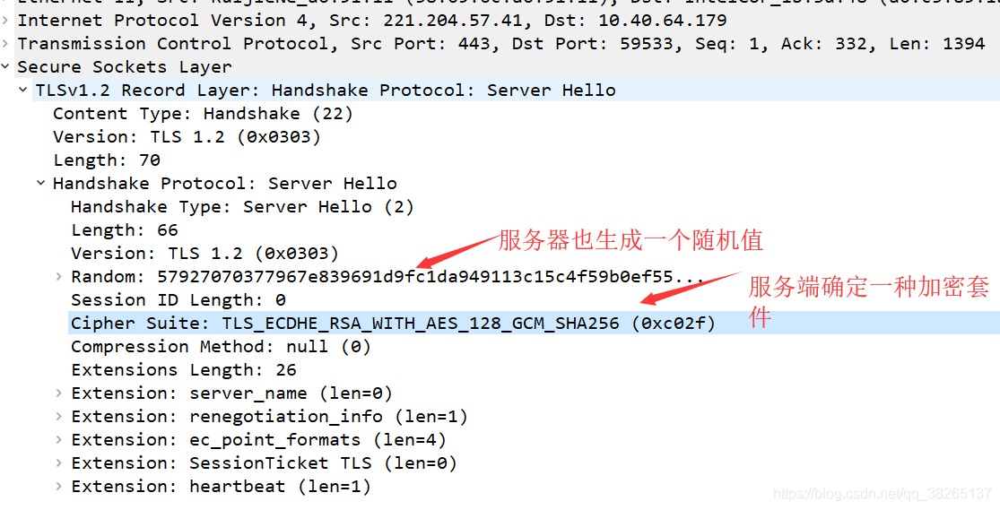 Internet Protocol Version 4, Src: 221.204.57.41, Dst: 10.40.64.179
Transmission Control Protocol, Src Port: 443, Dst Port: 59533, Seq: 1, Ack: 332, Len: 1394
Secure Sockets Layer
TLSv1.2 Record Layer: Handshake Protocol: Server Hello
Content Type: Handshake (22)
Version: TLS 1.2 (0x0303)
Length: 70
Handshake Protocol: Server Hello
Handshake Type: Server Hello (2)
Length: 66
服务器也生成一个随机值
Version: TLS 1.2 (0x0303)
Random: 57927070377967e839691d9fc1da949113c15c4f59b0ef55...
服务端确定一种加密套
件
Session ID Length: 0
Cipher Suite: TLS_ECDHE_RSA_WITH_AES_128_GCM_SHA256 (0xc02f)
Compression Method: null (0)
Extensions Length: 26
Extension: server_name (len=0)
Extension: renegotiation_info (len=1)
Extension: ec_point_formats (len=4)
Extension: SessionTicket TLS (len=0)
Extension: heartbeat (len=1)
https://blog.csdn.net/qq_38265137